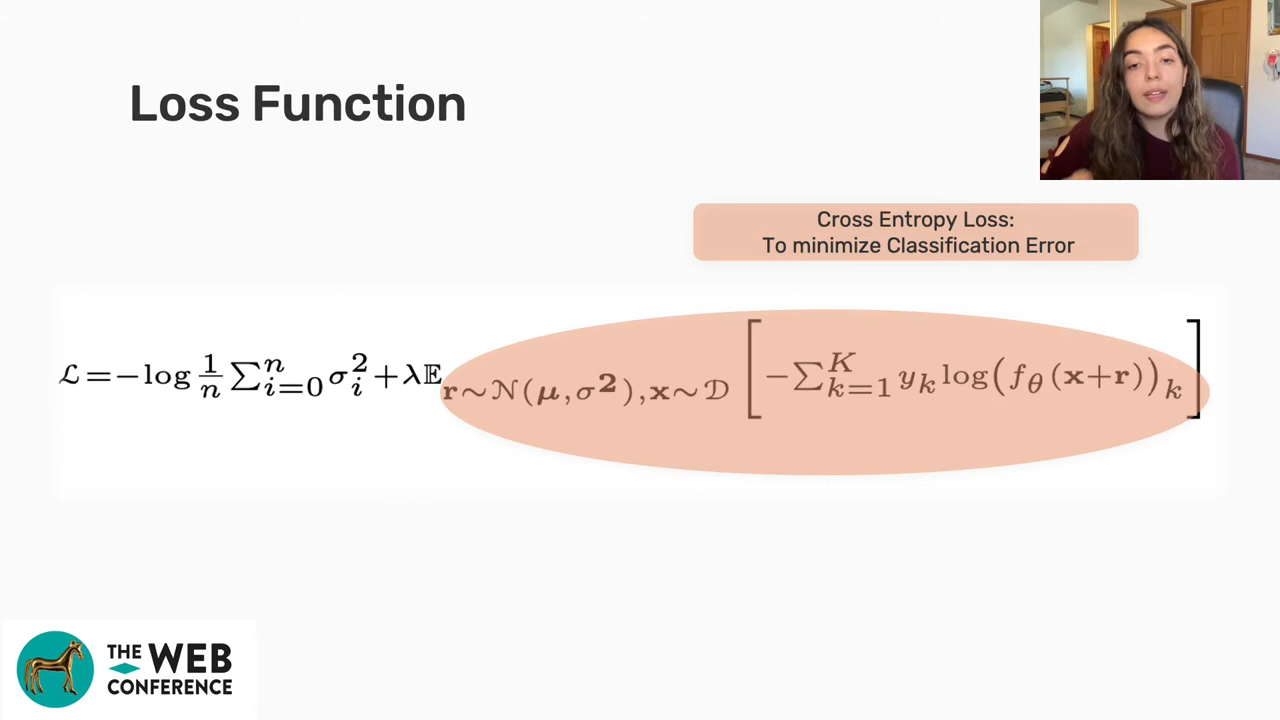 Loss Function
Cross Entropy Loss:
To minimize Classification Error
ℒ=−log 1/n ∑ⁿᵢ₌₀ σ²ᵢ+λ𝔼_{r∼𝒩(μ,σ²),x∼𝒟} [−∑ᴷₖ₌₁ yₖ log(f_θ(x+r))ₖ]
THE WEB
CONFERENCE